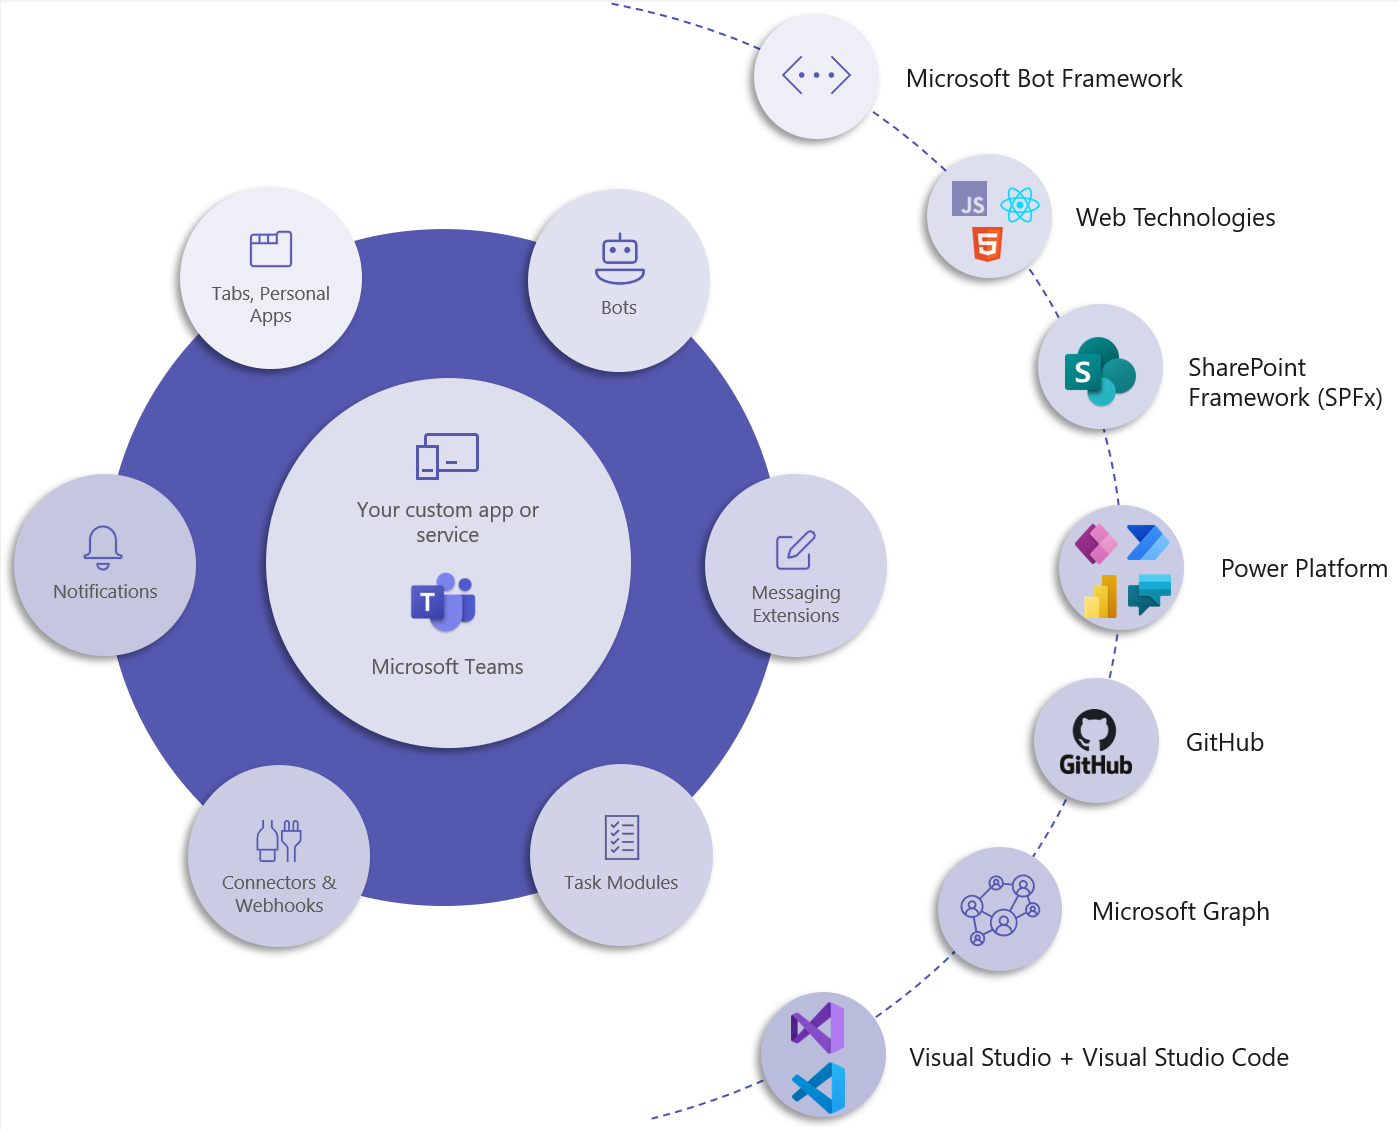 Microsoft Bot Framework
JS
5
Web Technologies
Tabs, Personal
Apps
Bots
S
SharePoint
Framework (SPFx)
Your custom app or
service
T
Microsoft Teams
Notifications
Messaging
Extensions
Power Platform
GitHub
GitHub
Connectors &
Webhooks
Task Modules
Microsoft Graph
Visual Studio + Visual Studio Code